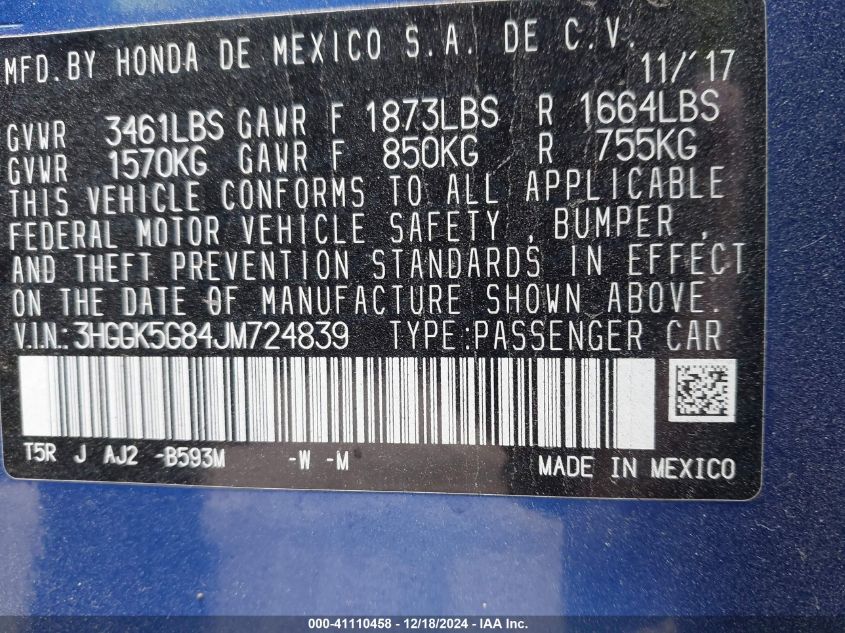 MFD. BY HONDA DE MEXICO S.A. DE C.V.
11/'17
GVWR 3461LBS GAWR F 1873LBS R 1664LBS
GVWR 1570KG GAWR F 850KG R 755KG
THIS VEHICLE CONFORMS TO ALL APPLICABLE
FEDERAL MOTOR VEHICLE SAFETY , BUMPER ,
AND THEFT PREVENTION STANDARDS IN EFFECT
ON THE DATE OF MANUFACTURE SHOWN ABOVE.
V.I.N.:3HGGK5G84JM724839 TYPE:PASSENGER CAR
T5R J AJ2 -B593M -W -M MADE IN MEXICO
000-41110458 - 12/18/2024 - IAA Inc.